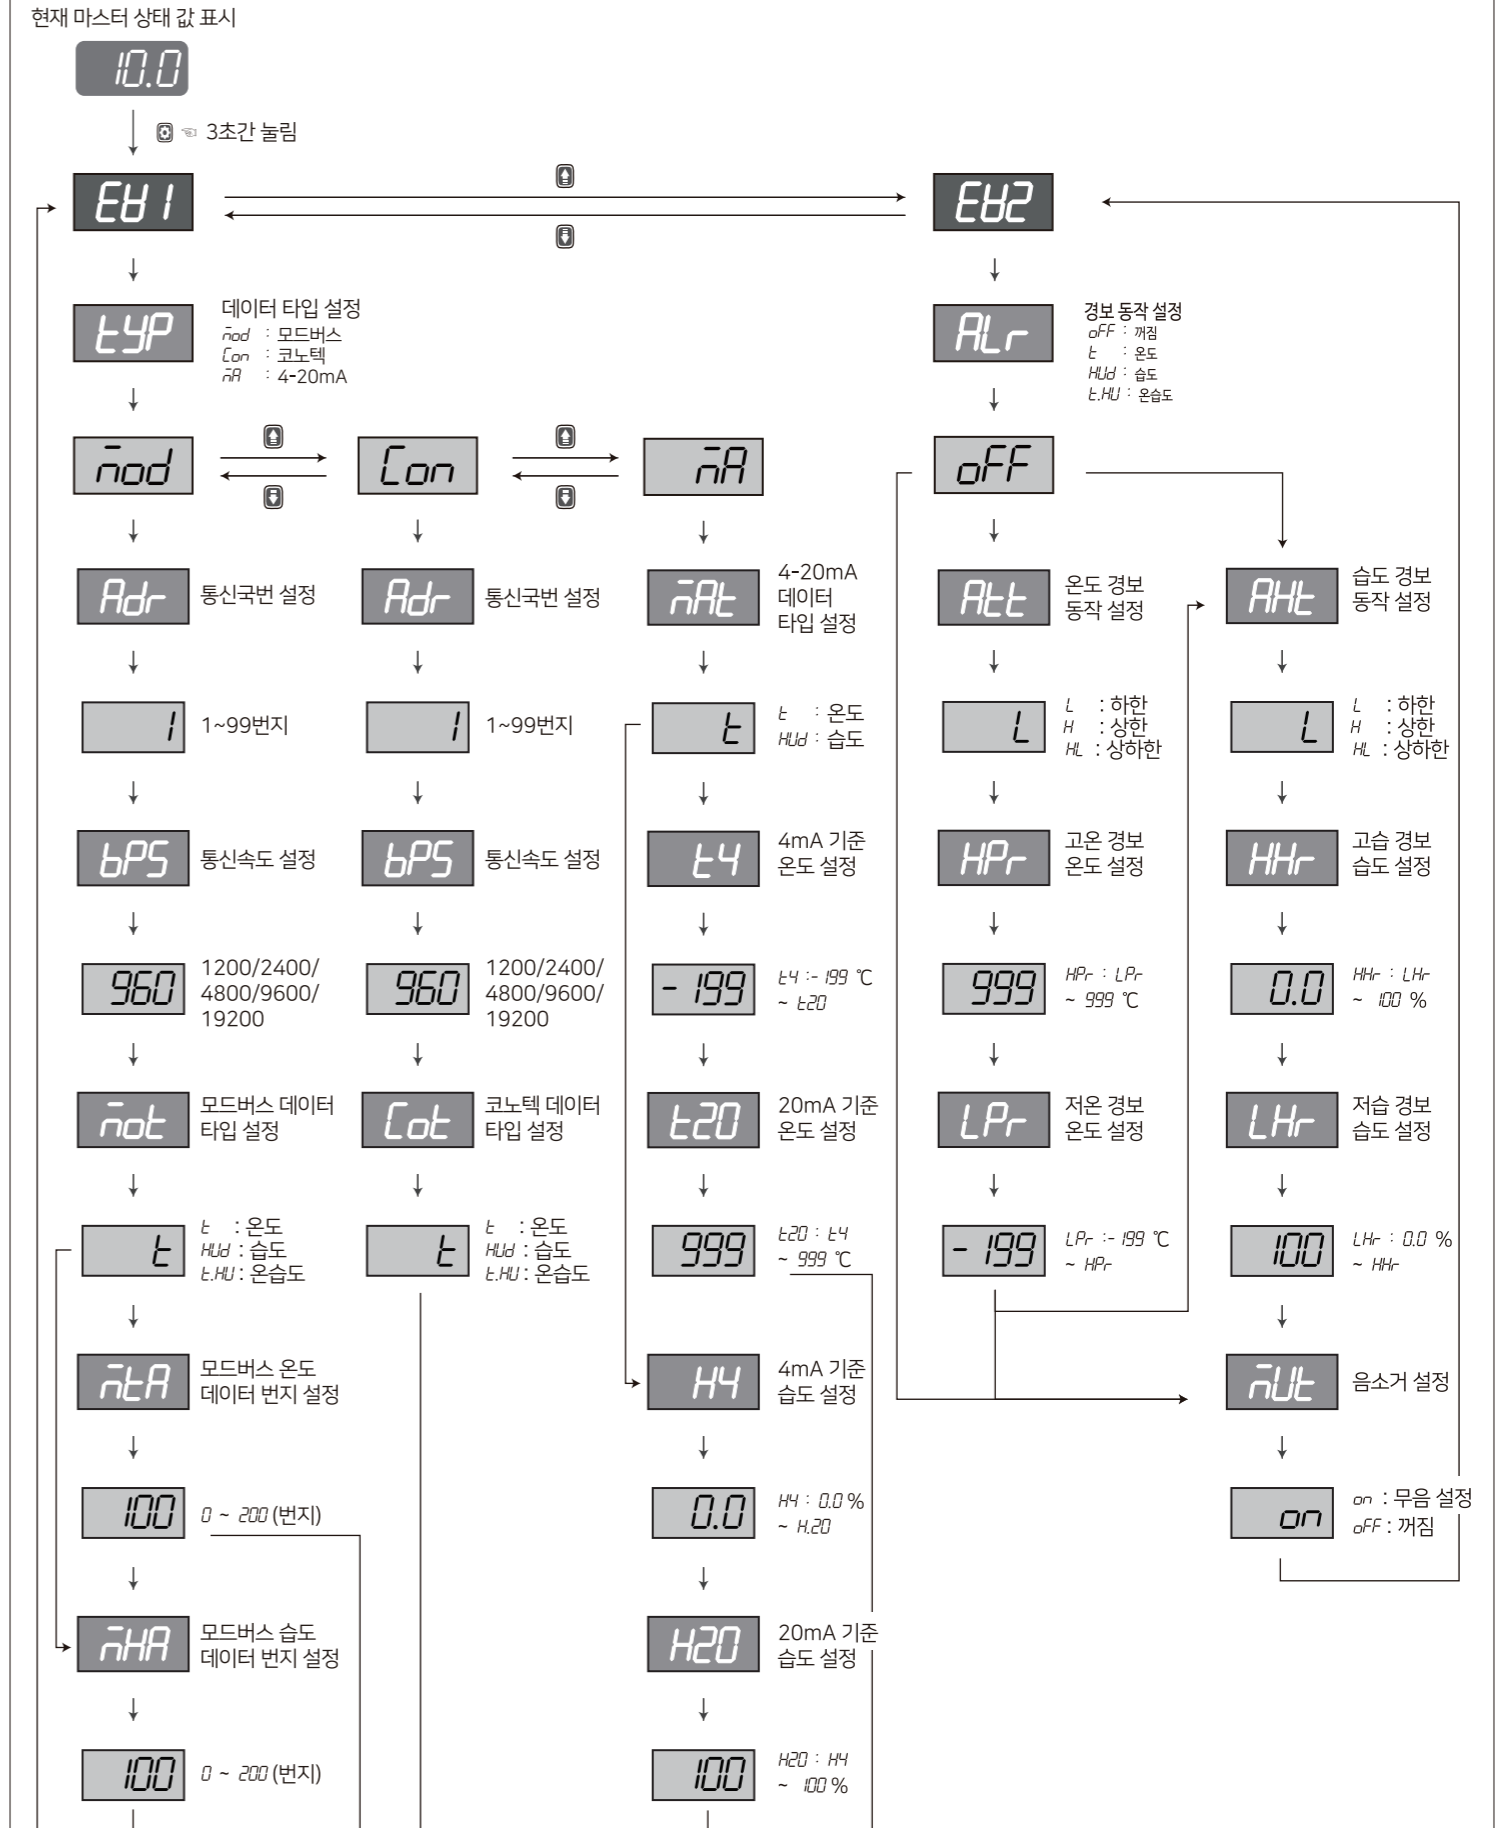 현재 마스터 상태 값 표시
10.0
3초간 눌림
데이터 타입 설정
tYP
: 모드버스
Con : 코노텍
: 4-20mA
경보 동작 설정
ALr
oFF : 꺼짐
t : 온도
HUd : 습도
t.HU : 온습도
Con
oFF
Adr
통신국번 설정
Adr
통신국번 설정
4-20mA
데이터
타입 설정
Att
온도 경보
동작 설정
AHt
습도 경보
동작 설정
1
1~99번지
1
1~99번지
t
t : 온도
HUd : 습도
L
L : 하한
H : 상한
HL : 상하한
L
L : 하한
H : 상한
HL : 상하한
bPS
통신속도 설정
bPS
통신속도 설정
t4
4mA 기준
온도 설정
HPr
고온 경보
온도 설정
HHr
고습 경보
습도 설정
960
1200/2400/
4800/9600/
19200
960
1200/2400/
4800/9600/
19200
-199
t4 :- 199 ℃
~ t20
999
HPr : LPr
~ 999 ℃
0.0
HHr : LHr
~ 100 %
모드버스 데이터
타입 설정
Cot
코노텍 데이터
타입 설정
t20
20mA 기준
온도 설정
LPr
저온 경보
온도 설정
LHr
저습 경보
습도 설정
t
t : 온도
HUd : 습도
t.HU : 온습도
t
t : 온도
HUd : 습도
t.HU : 온습도
999
t20 : t4
~ 999 ℃
-199
LPr :- 199 ℃
~ HPr
100
LHr : 0.0 %
~ HHr
모드버스 온도
데이터 번지 설정
H4
4mA 기준
습도 설정
음소거 설정
100
0 ~ 200 (번지)
0.0
H4 : 0.0 %
~ H.20
on
on : 무음 설정
oFF : 꺼짐
모드버스 습도
데이터 번지 설정
H20
20mA 기준
습도 설정
100
0 ~ 200 (번지)
100
H20 : H4
~ 100 %